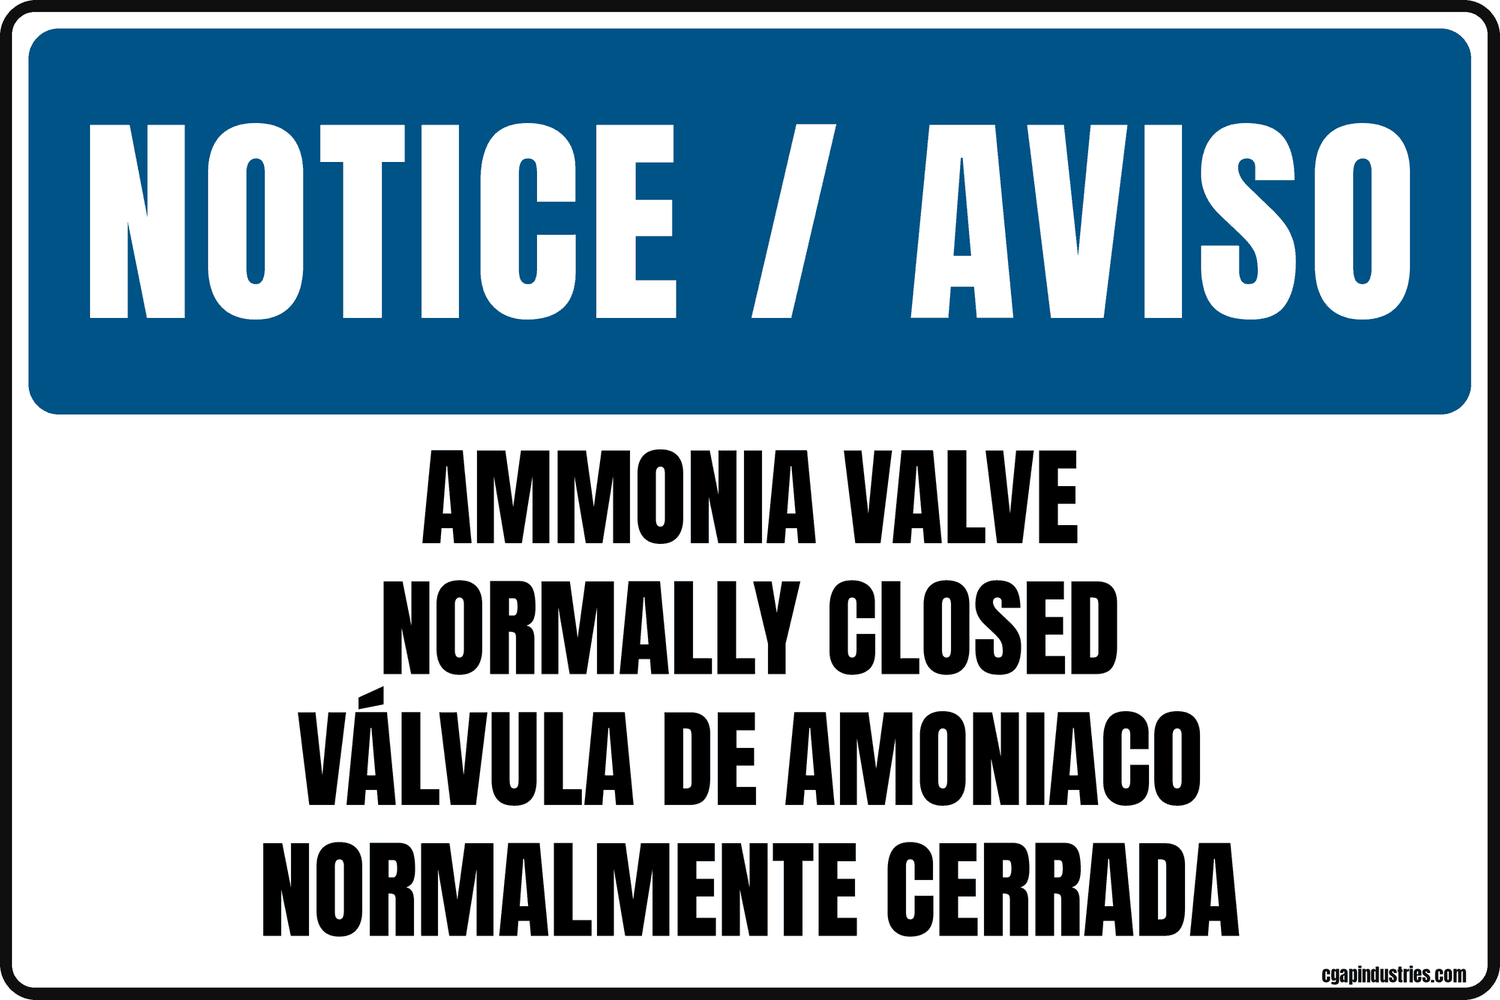 NOTICE / AVISO
AMMONIA VALVE
NORMALLY CLOSED
VÁLVULA DE AMONIACO
NORMALMENTE CERRADA
cgapindustries.com